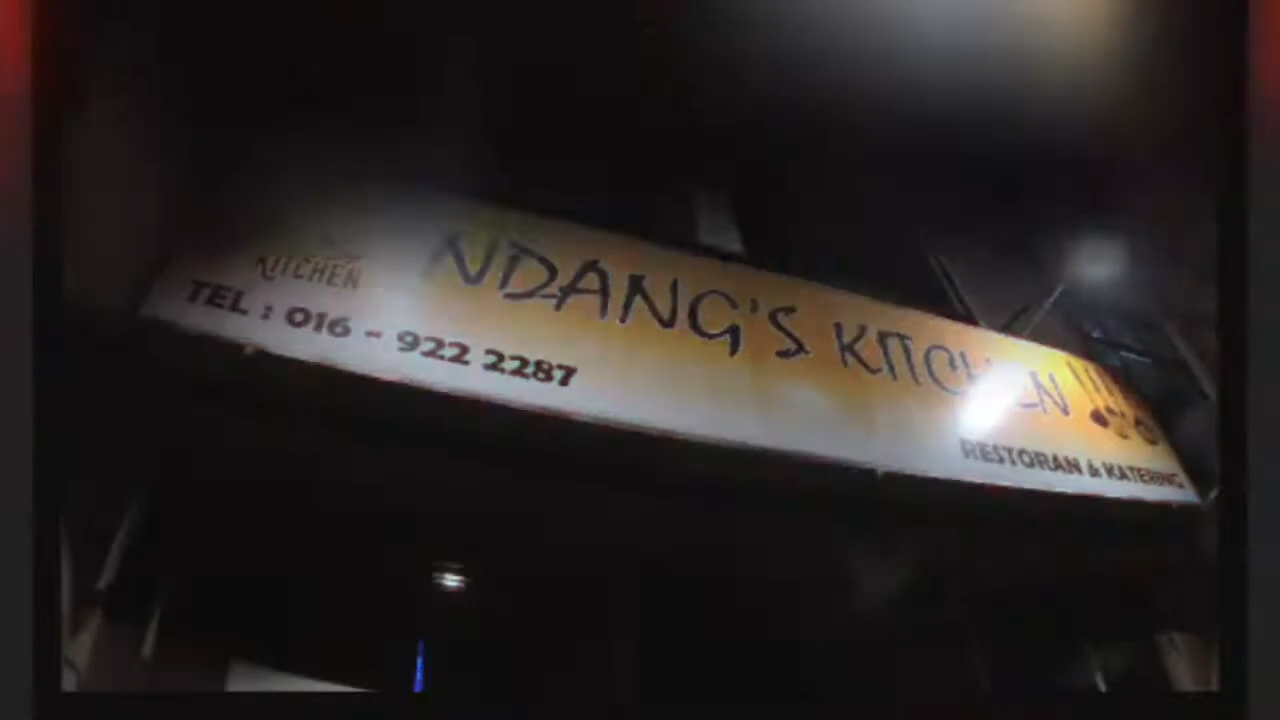 KITCHEN
NDANG'S KITCHEN !!!
TEL : 016 - 922 2287
RESTORAN & KATERING